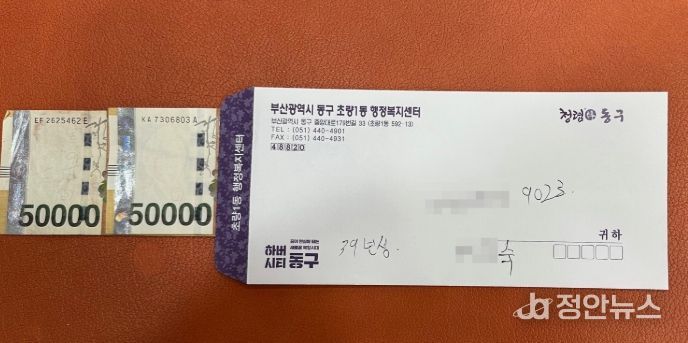 EF 2625462 E
50000
KA 7306803 A
50000
초량1동 행정복지센터
부산광역시 동구 초량1동 행정복지센터
부산광역시 동구 중앙대로179번길 33 (초량1동 592-13)
TEL : (051) 440-4901
FAX : (051) 440-4931
48820
청렴 동구
9023
귀하
39년생.
숙
하버시티 동구
정안뉴스